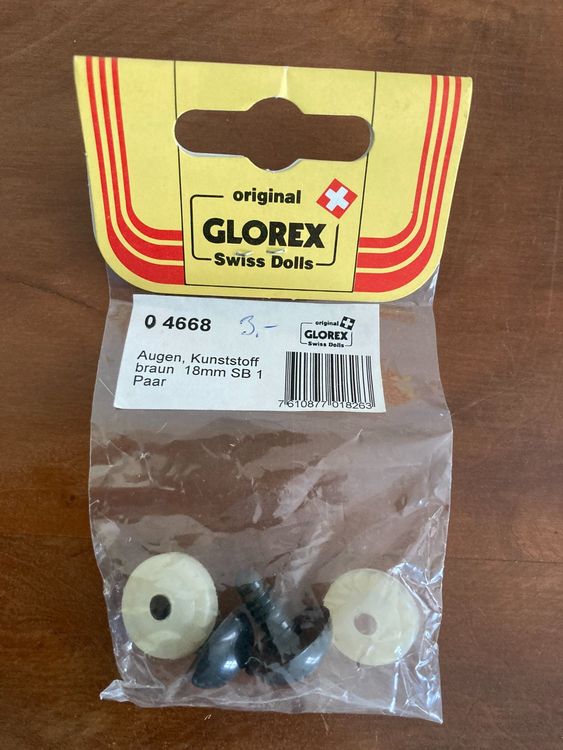 original
GLOREX
Swiss Dolls
0 4668 3,-
original
GLOREX
Swiss Dolls
Augen, Kunststoff
braun 18mm SB 1
Paar
7 610877 018263